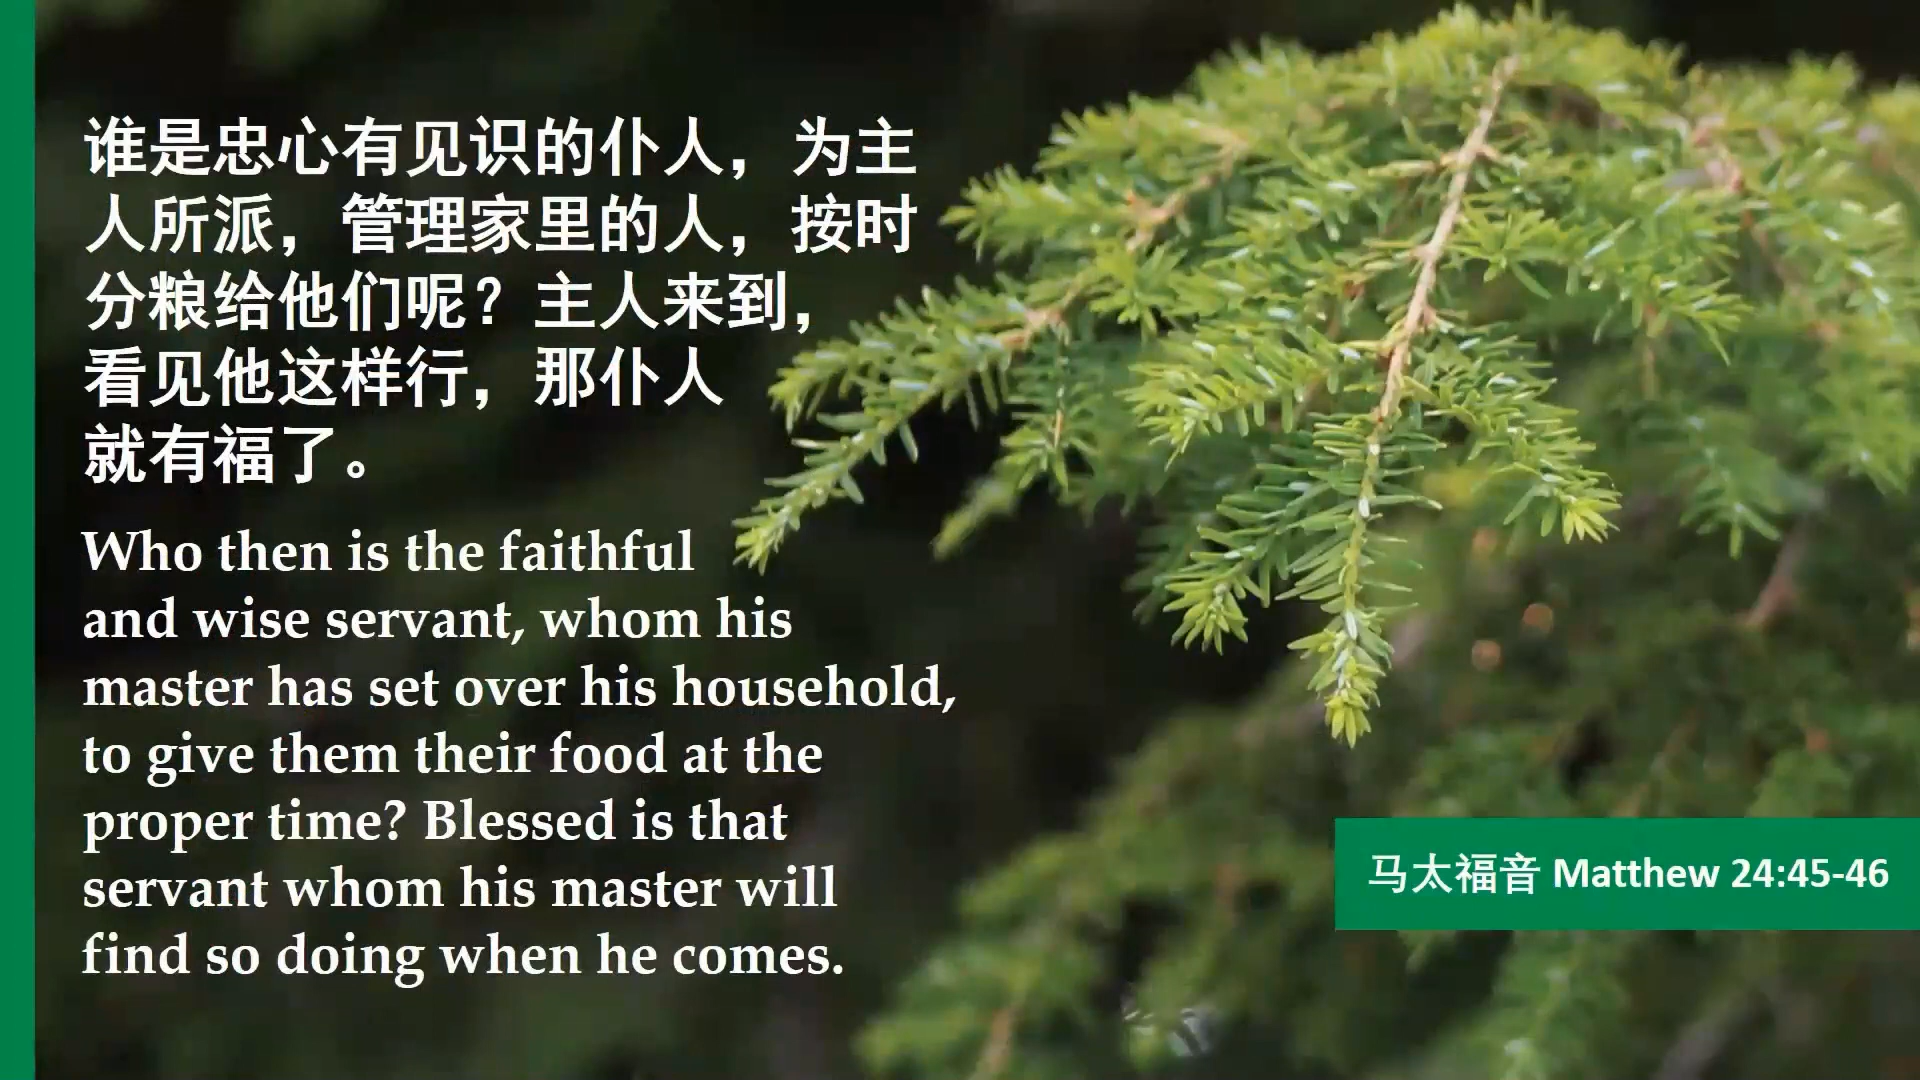 谁是忠心有见识的仆人，为主
人所派，管理家里的人，按时
分粮给他们呢？主人来到，
看见他这样行，那仆人
就有福了。
Who then is the faithful
and wise servant, whom his
master has set over his household,
to give them their food at the
proper time? Blessed is that
servant whom his master will
find so doing when he comes.
马太福音 Matthew 24:45-46